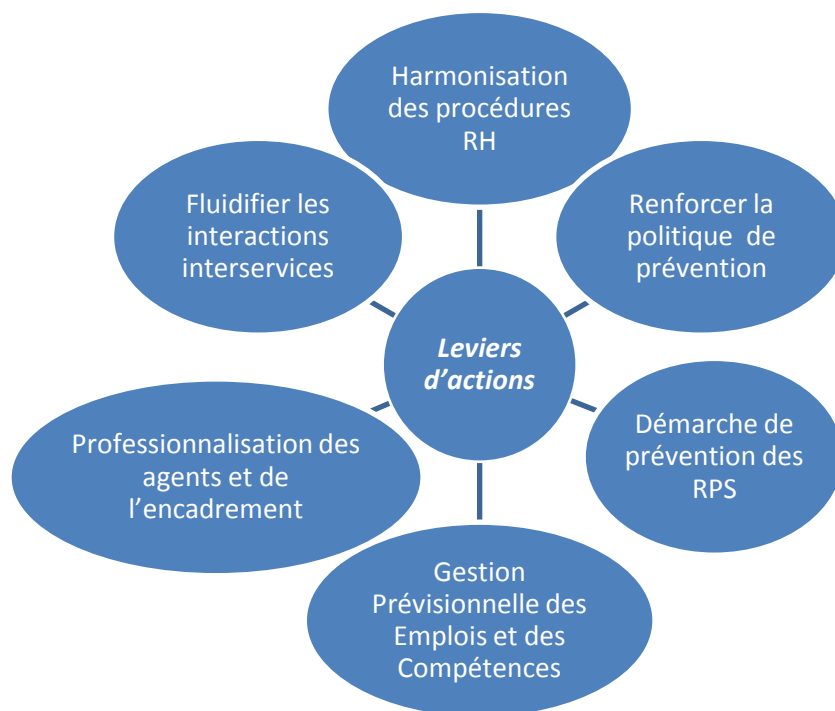 Harmonisation
des procédures
RH
Fluidifier les
interactions
interservices
Renforcer la
politique de
prévention
Leviers
d'actions
Professionnalisation des
agents et de
l'encadrement
Démarche de
prévention des
RPS
Gestion
Prévisionnelle des
Emplois et des
Compétences